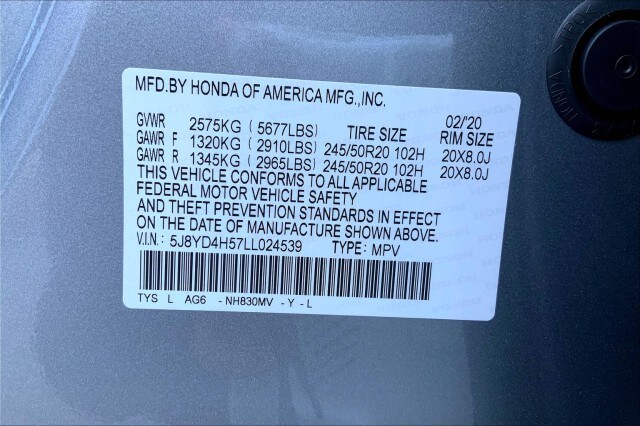 MFD.BY HONDA OF AMERICA MFG.,INC.
02/'20
GVWR 2575KG ( 5677LBS) TIRE SIZE RIM SIZE
GAWR F 1320KG ( 2910LBS) 245/50R20 102H 20X8.0J
GAWR R 1345KG ( 2965LBS) 245/50R20 102H 20X8.0J
THIS VEHICLE CONFORMS TO ALL APPLICABLE
FEDERAL MOTOR VEHICLE SAFETY
AND THEFT PREVENTION STANDARDS IN EFFECT
ON THE DATE OF MANUFACTURE SHOWN ABOVE.
V.I.N.: 5J8YD4H57LL024539 TYPE: MPV
TYS L AG6 - NH830MV - Y - L